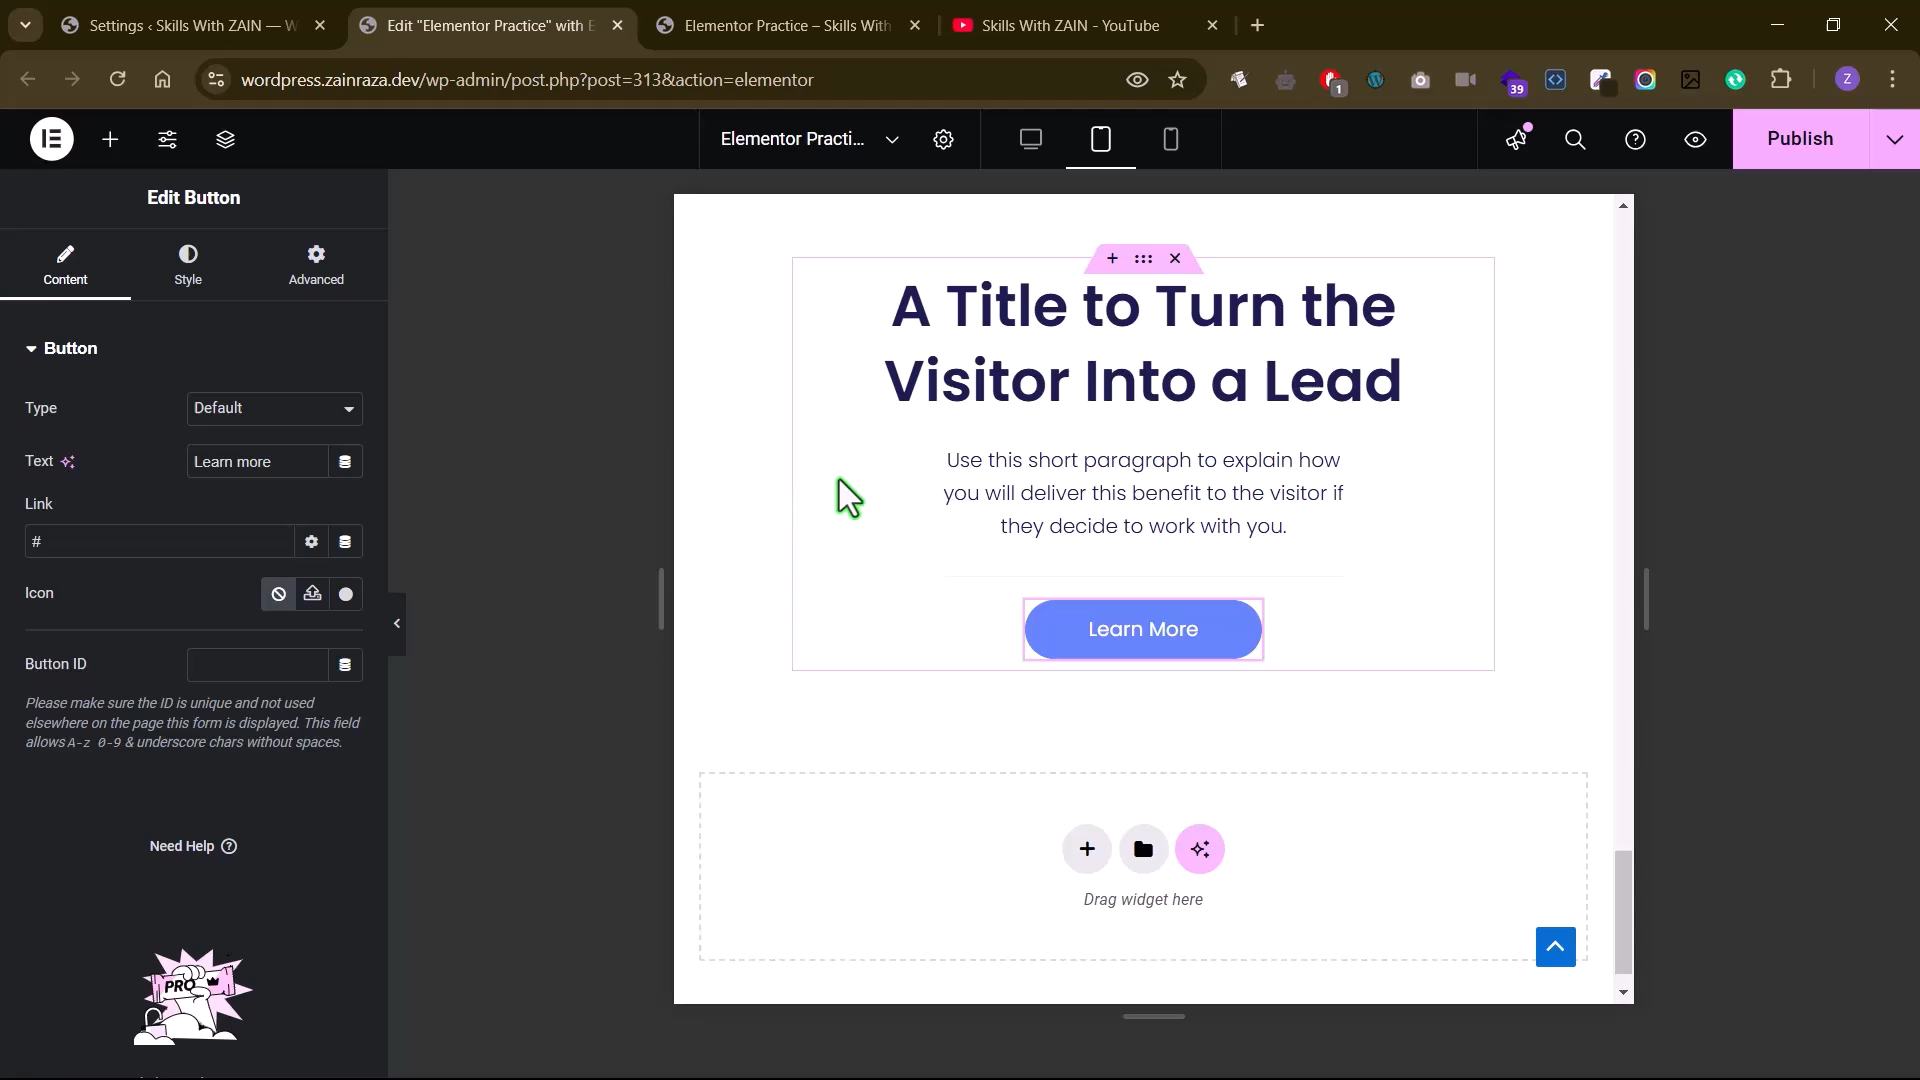 Settings ‹ Skills With ZAIN — W
Edit "Elementor Practice" with E
Elementor Practice – Skills With
Skills With ZAIN - YouTube
wordpress.zainraza.dev/wp-admin/post.php?post=313&action=elementor
1
39
Z
Elementor Practi...
Publish
Edit Button
Content
Style
Advanced
Button
Type
Default
Text
Learn more
Link
#
Icon
Button ID
Please make sure the ID is unique and not used
elsewhere on the page this form is displayed. This field
allows A-z 0-9 & underscore chars without spaces.
Need Help
PRO
A Title to Turn the
Visitor Into a Lead
Use this short paragraph to explain how
you will deliver this benefit to the visitor if
they decide to work with you.
Learn More
Drag widget here